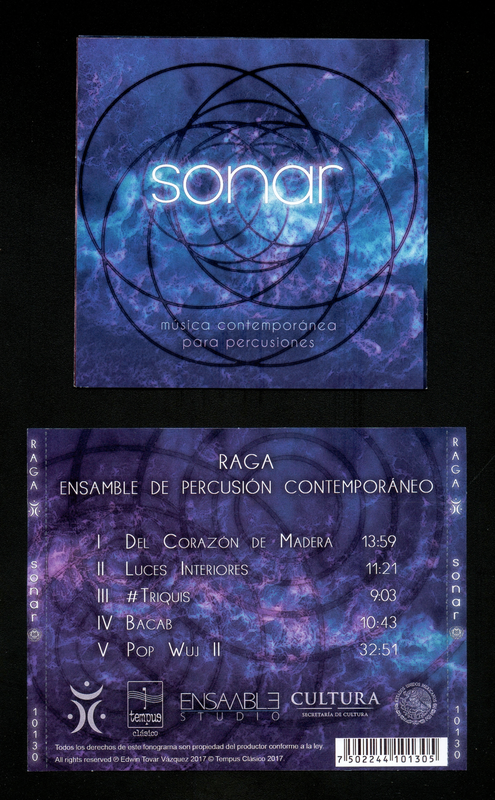 sonar
música contemporánea
para percusiones
RAGA
ENSAMBLE DE PERCUSIÓN CONTEMPORÁNEO
I DEL CORAZÓN DE MADERA 13:59
II LUCES INTERIORES 11:21
III #TRIQUIS 9:03
IV BACAB 10:43
V POP WUJ II 32:51
RAGA
sonar
10130
RAGA
sonar
10130
tempus
clásico
ENSAMBLE
STUDIO
CULTURA
SECRETARÍA DE CULTURA
Todos los derechos de este fonograma son propiedad del productor conforme a la ley.
All rights reserved ℗ Edwin Tovar Vázquez 2017 © Tempus Clásico 2017.
7 502244 101305